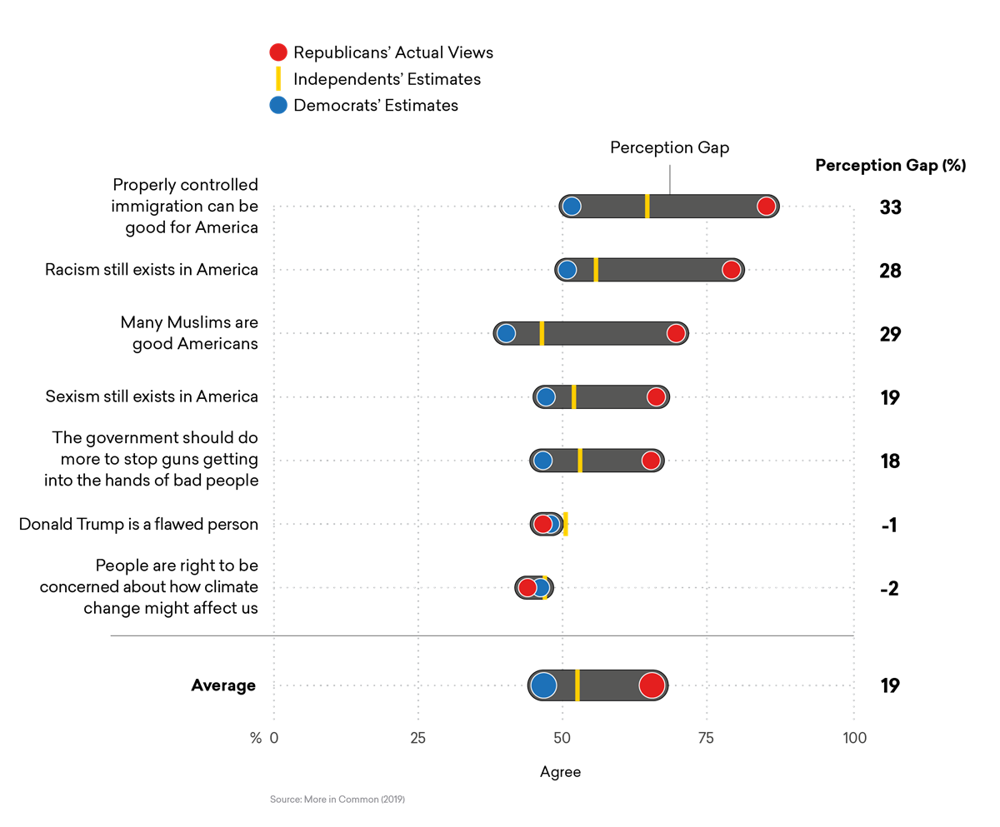 Republicans’ Actual Views
Independents’ Estimates
Democrats’ Estimates
Perception Gap
Perception Gap (%)
Properly controlled
immigration can be
good for America
33
Racism still exists in America
28
Many Muslims are
good Americans
29
Sexism still exists in America
19
The government should do
more to stop guns getting
into the hands of bad people
18
Donald Trump is a flawed person
-1
People are right to be
concerned about how climate
change might affect us
-2
Average
19
% 0 25 50 75 100
Agree
Source: More in Common (2019)